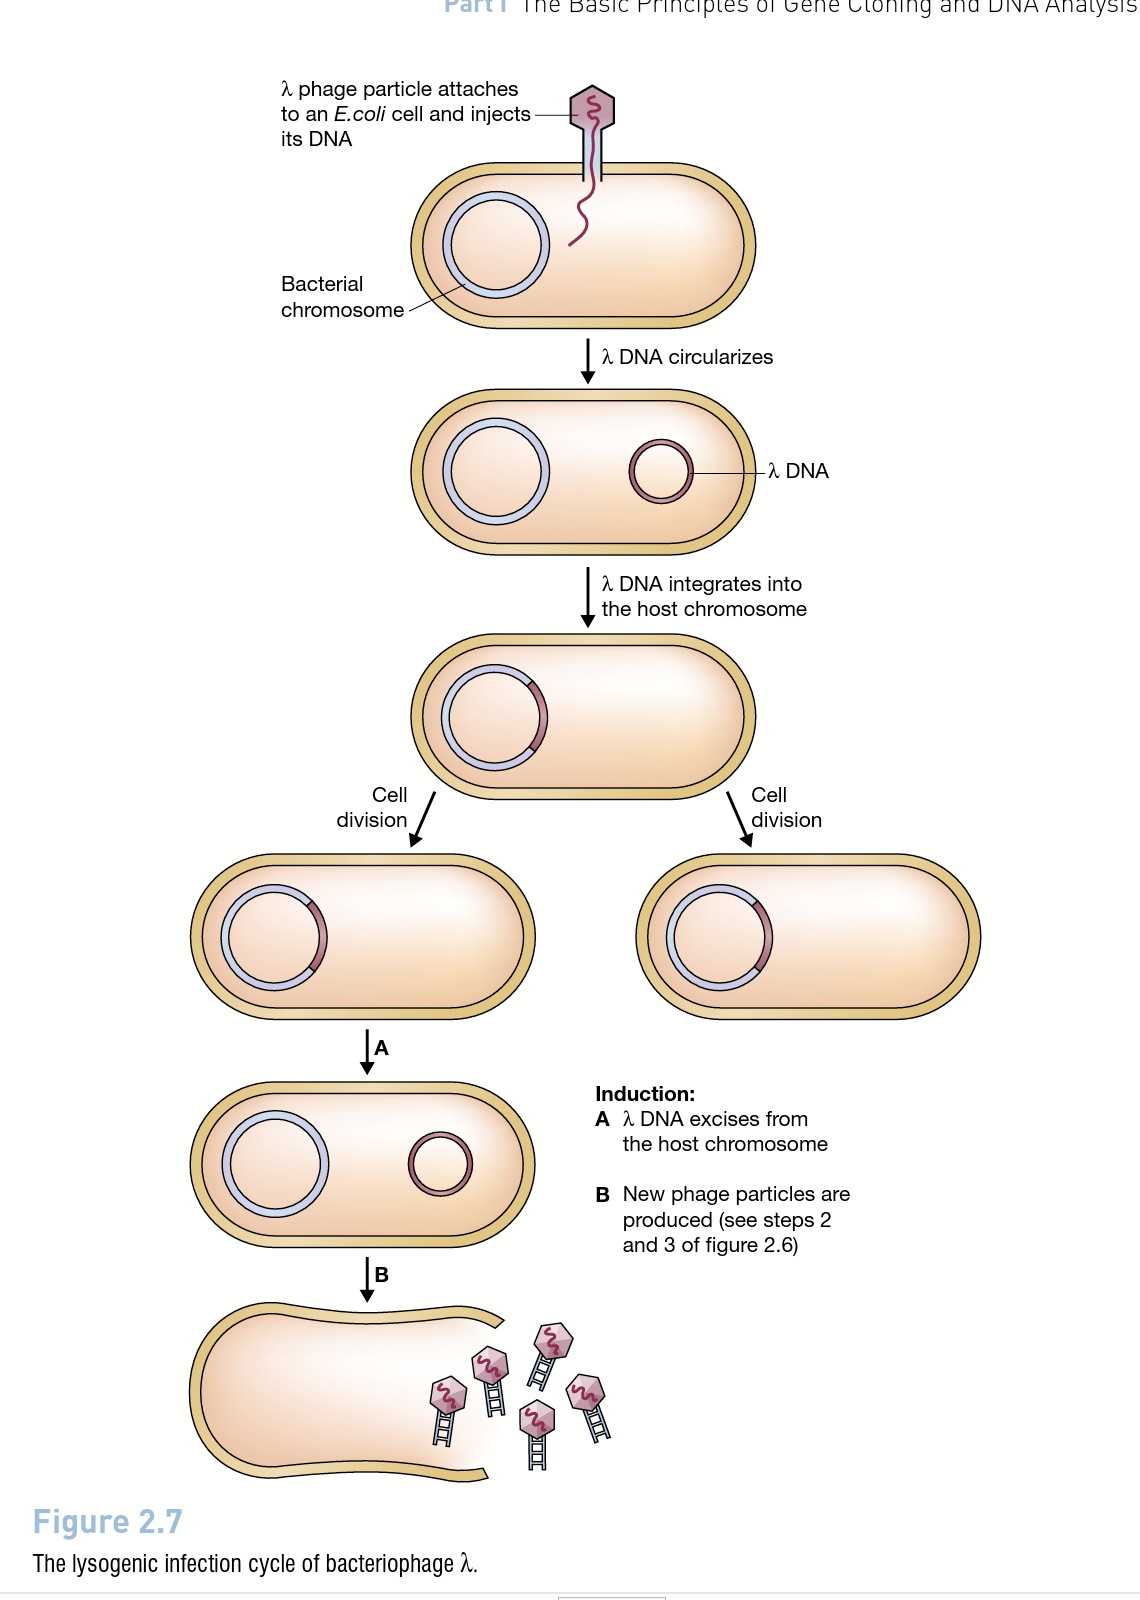 Part I The Basic Principles of Gene Cloning and DNA Analysis
λ phage particle attaches
to an E.coli cell and injects
its DNA
Bacterial
chromosome
λ DNA circularizes
λ DNA
λ DNA integrates into
the host chromosome
Cell
division
Cell
division
A
Induction:
A λ DNA excises from
the host chromosome
B New phage particles are
produced (see steps 2
and 3 of figure 2.6)
B
Figure 2.7
The lysogenic infection cycle of bacteriophage λ.